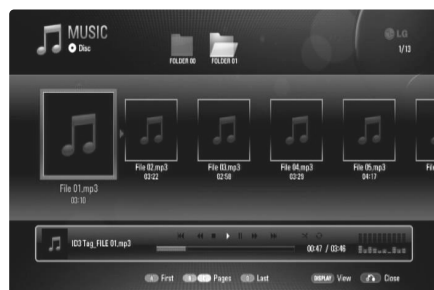 MUSIC
Disc
FOLDER 00
FOLDER 01
LG
1/13
File 01.mp3
03:10
File 02.mp3
03:22
File 03.mp3
02:58
File 04.mp3
03:29
File 05.mp3
04:17
ID3 Tag_FILE 01.mp3
00:47 / 03:46
First
Pages
Last
DISPLAY View
Close